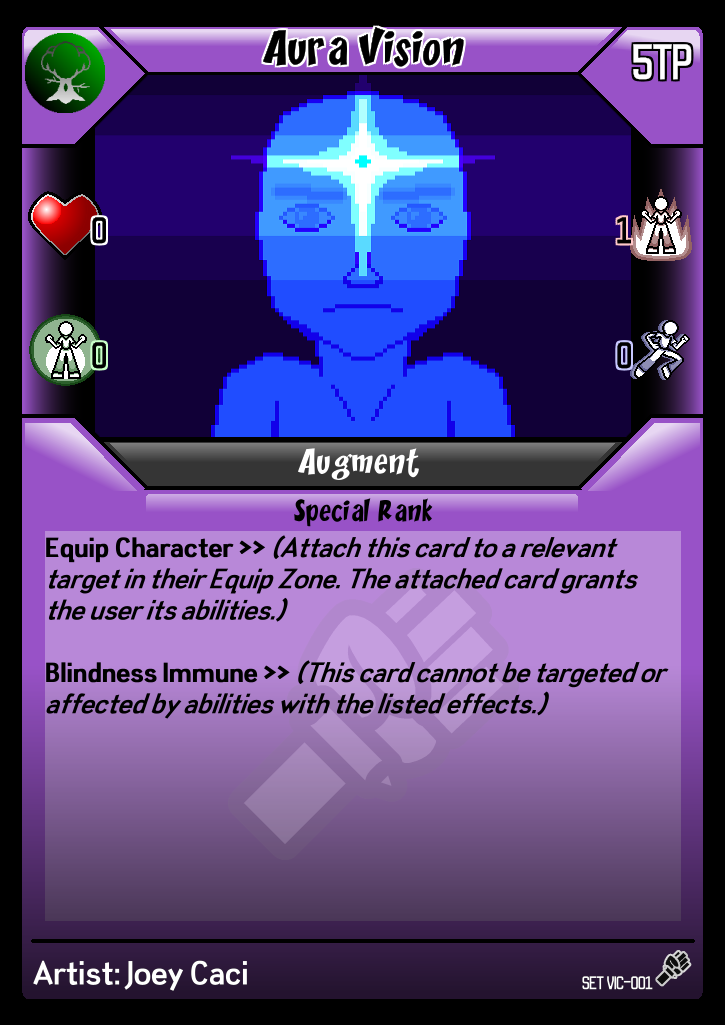 Aura Vision
5TP
0
1
0
0
Augment
Special Rank
Equip Character >> (Attach this card to a relevant
target in their Equip Zone. The attached card grants
the user its abilities.)
Blindness Immune >> (This card cannot be targeted or
affected by abilities with the listed effects.)
Artist: Joey Caci
SET VIC-001